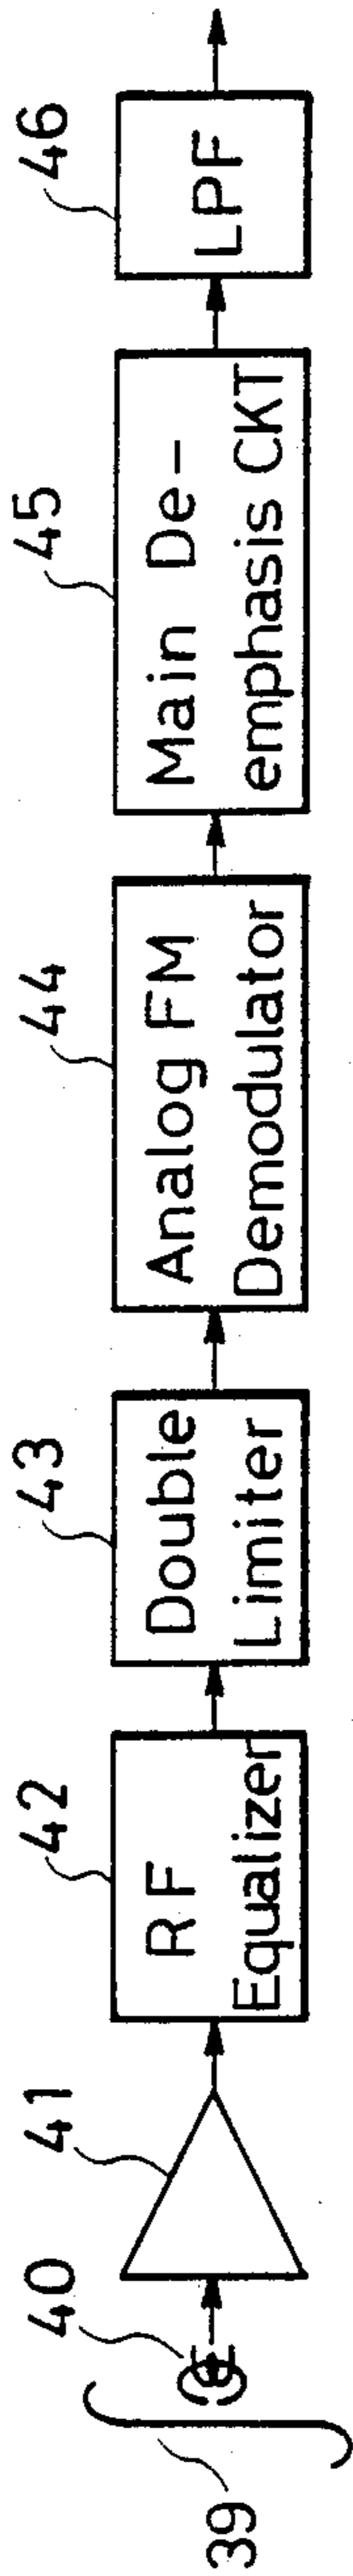 39
40
41
42
RF
Equalizer
43
Double
Limiter
44
Analog FM
Demodulator
45
Main De-
emphasis CKT
46
LPF